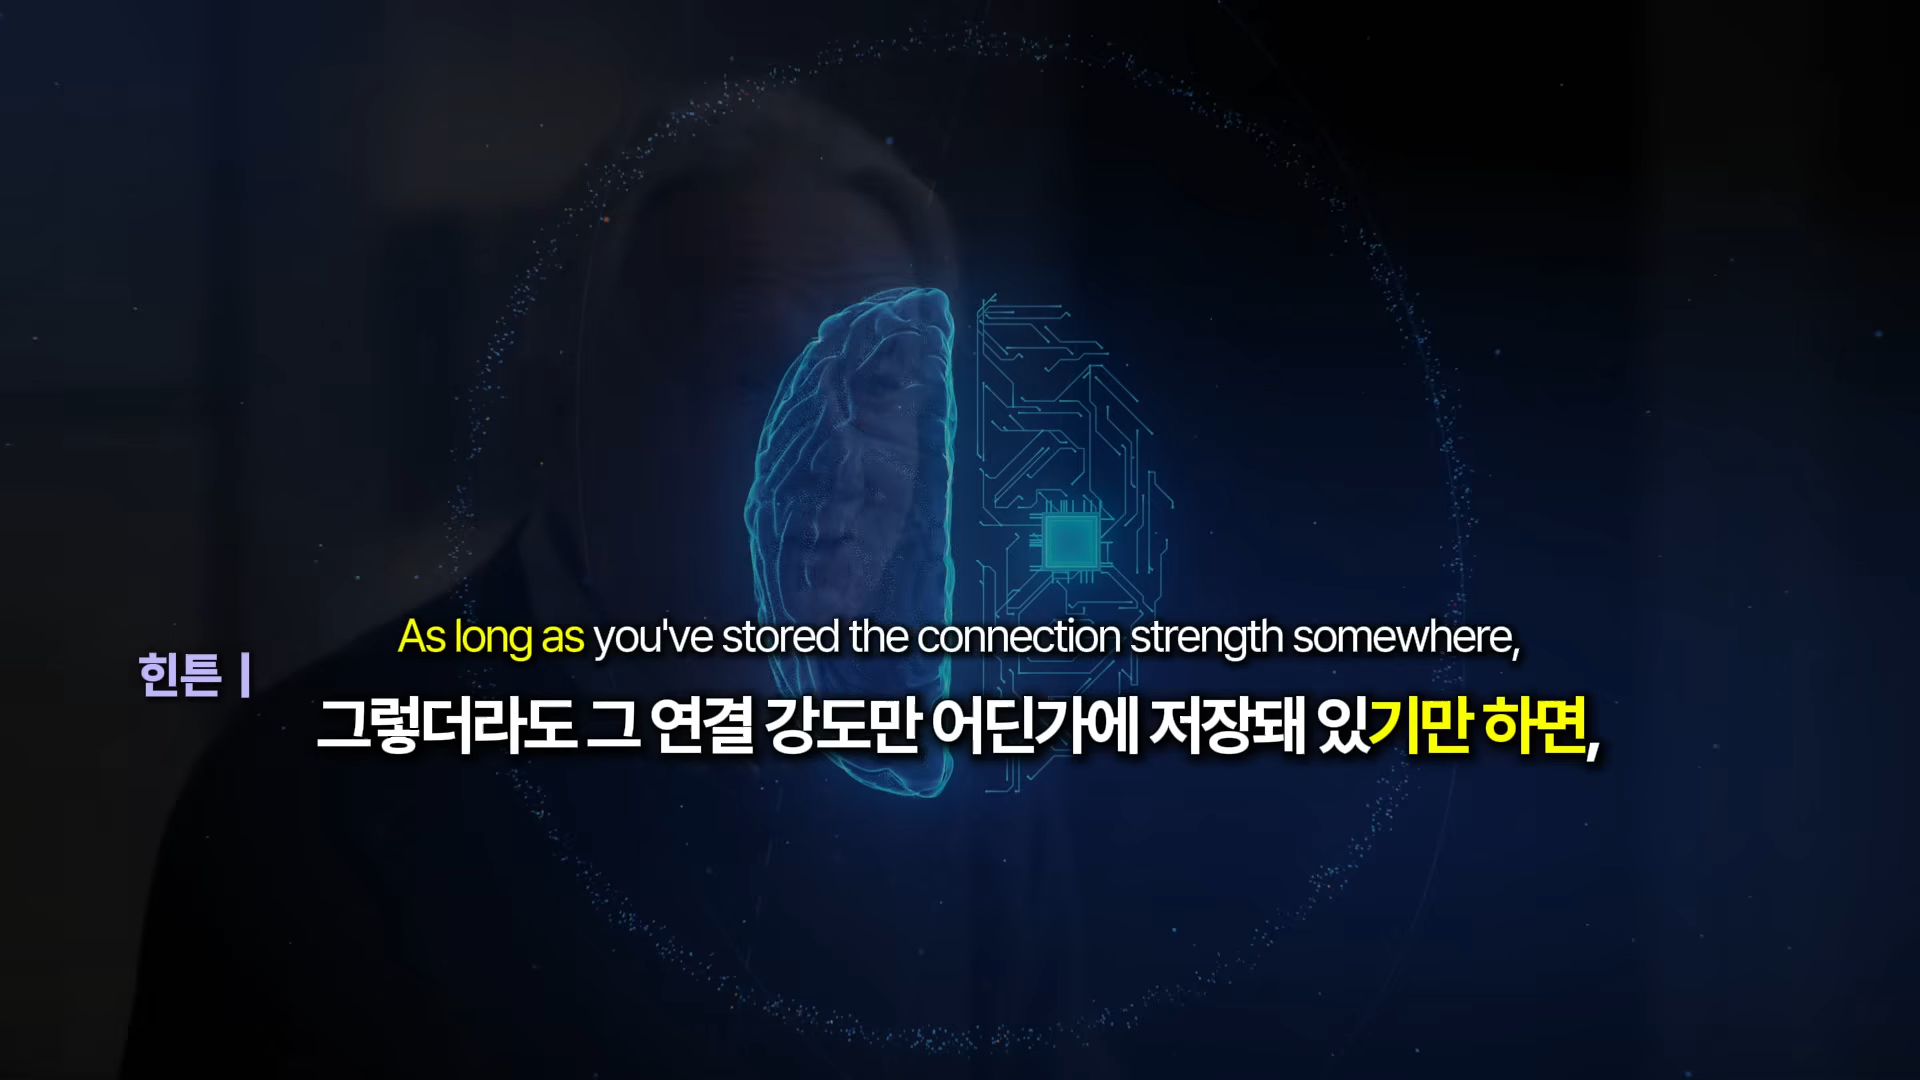 As long as you've stored the connection strength somewhere,
힌튼 |
그렇더라도 그 연결 강도만 어딘가에 저장돼 있기만 하면,